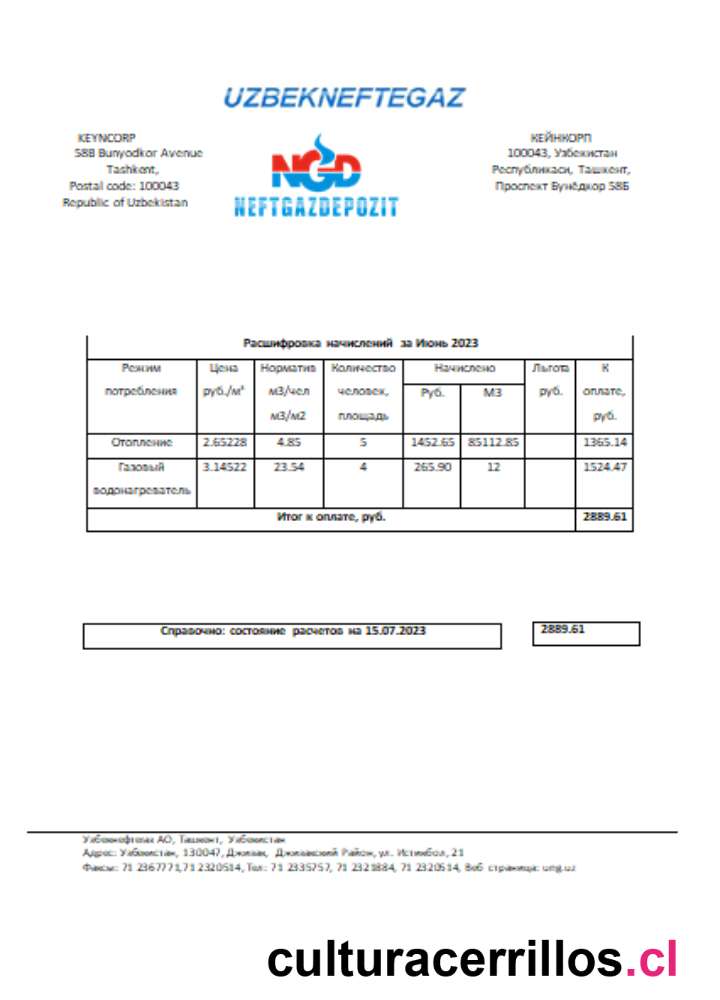 UZBEKNEFTEGAZ
KEYNCORP
58B Bunyodkor Avenue
Tashkent,
Postal code: 100043
Republic of Uzbekistan
NGD
NEFTGAZDEPOZIT
КЕЙНКОРП
100043, Узбекистан
Республикаси, Ташкент,
Проспект Бунёдкор 58Б
Расшифровка начислений за Июнь 2023
Режим потребления Цена руб./м³ Норматив м3/чел м3/м2 Количество человек, площадь Начислено Руб. М3 Льгота руб. К оплате, руб.
Отопление 2.65228 4.85 5 1452.65 85112.85 1365.14
Газовый водонагреватель 3.14522 23.54 4 265.90 12 1524.47
Итог к оплате, руб. 2889.61
Справочно: состояние расчетов на 15.07.2023 2889.61
Узбекнефтегаз АО, Ташкент, Узбекистан
Адрес: Узбекистан, 130047, Джизак, Джизакский Район, ул. Истикбол, 21
Факсы: 71 2367771,71 2320514, Тел: 71 2335757, 71 2321884, 71 2320514, Веб страница: ung.uz
culturacerrillos.cl